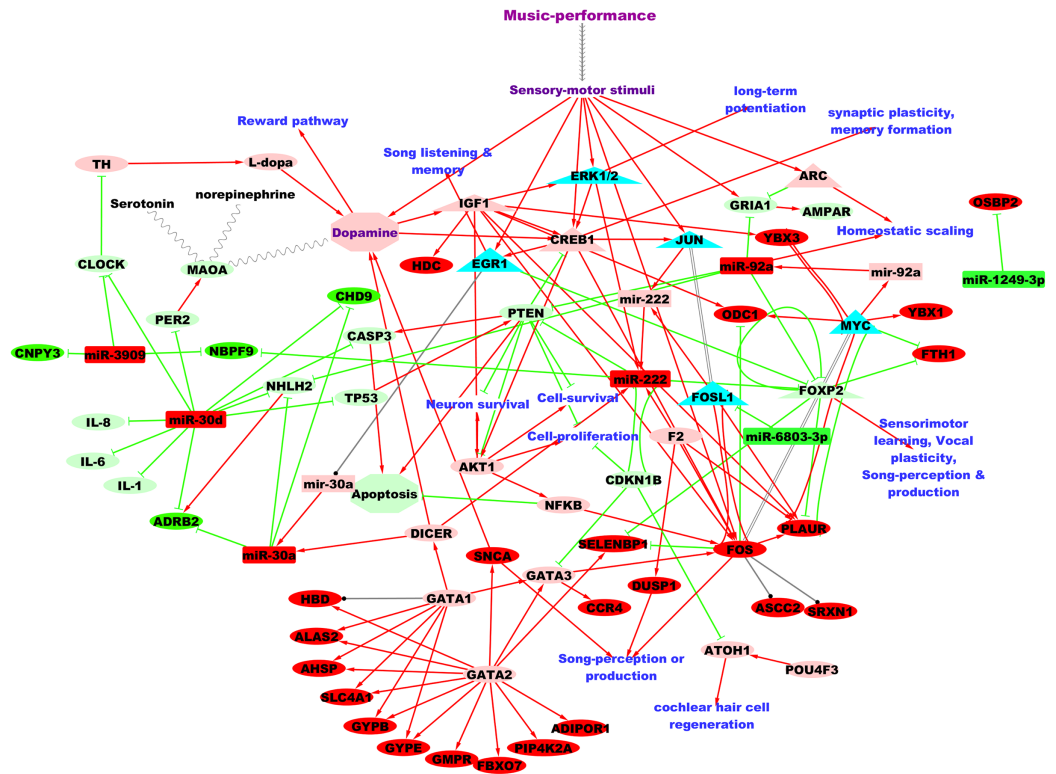 Music-performance
Sensory-motor stimuli
long-term
potentiation
synaptic plasticity,
memory formation
Reward pathway
Song listening &
memory
TH
L-dopa
ERK1/2
ARC
norepinephrine
Serotonin
IGF1
GRIA1
AMPAR
OSBP2
Dopamine
CREB1
JUN
YBX3
Homeostatic scaling
CLOCK
MAOA
HDC
EGR1
miR-92a
mir-92a
miR-1249-3p
CHD9
mir-222
PER2
PTEN
ODC1
MYC
YBX1
CASP3
CNPY3
miR-3909
NBPF9
FTH1
NHLH2
miR-222
FOXP2
TP53
Neuron survival
Cell-survival
FOSL1
IL-8
miR-30d
Cell-proliferation
F2
miR-6803-3p
Sensorimotor
learning, Vocal
plasticity,
Song-perception &
production
IL-6
IL-1
mir-30a
Apoptosis
AKT1
CDKN1B
NFKB
ADRB2
DICER
PLAUR
miR-30a
SNCA
SELENBP1
FOS
GATA3
DUSP1
HBD
GATA1
CCR4
ASCC2
SRXN1
ALAS2
AHSP
GATA2
Song-perception or
production
ATOH1
POU4F3
SLC4A1
cochlear hair cell
regeneration
GYPB
ADIPOR1
GYPE
PIP4K2A
GMPR
FBXO7